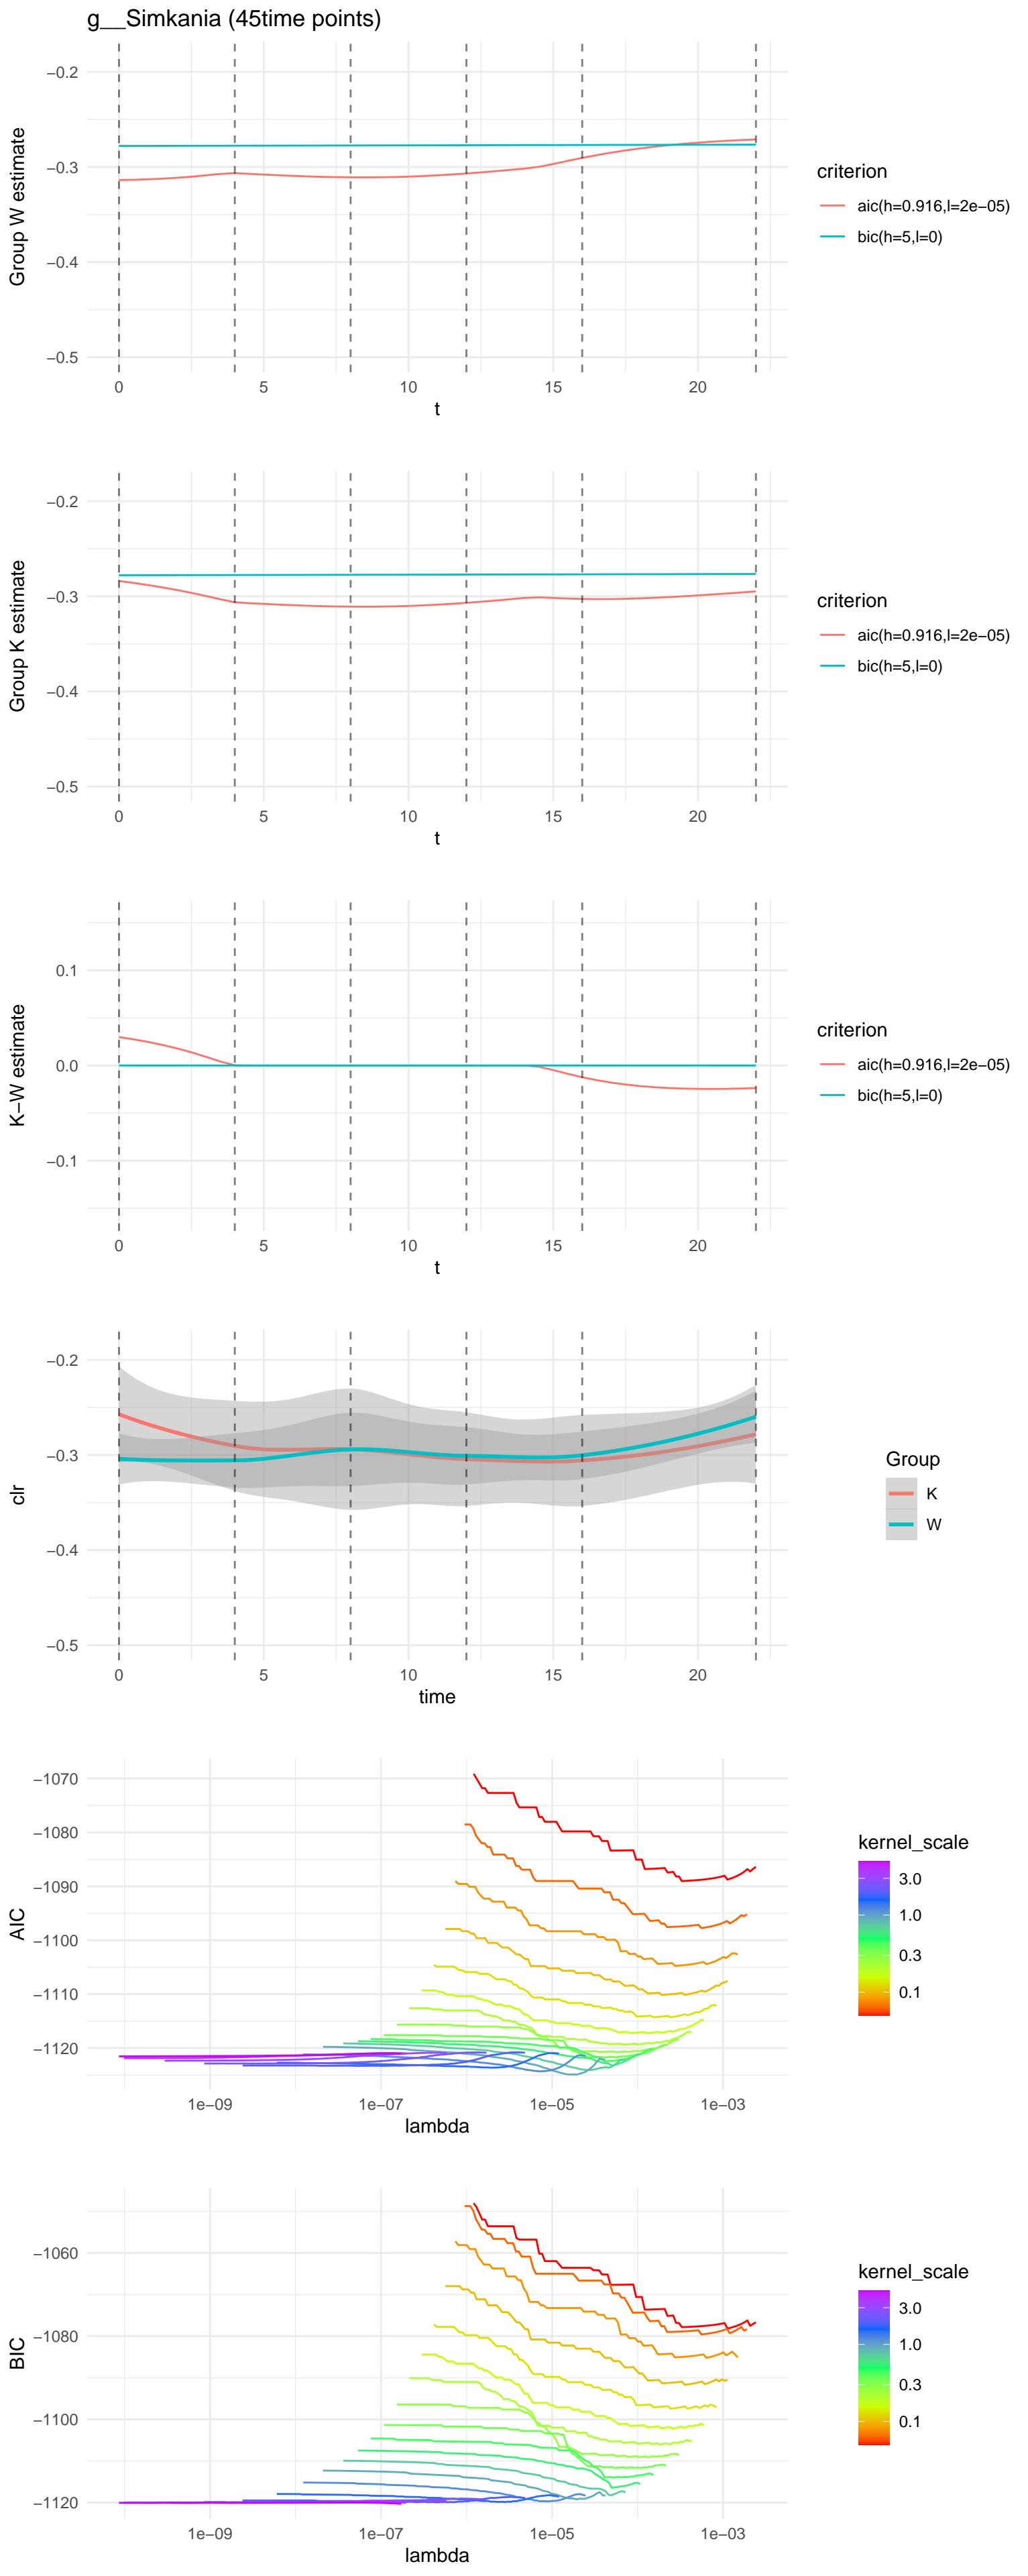 g__Simkania (45time points)
Group W estimate
−0.2
−0.3
−0.4
−0.5
0 5 10 15 20
t
criterion
aic(h=0.916,l=2e−05)
bic(h=5,l=0)
Group K estimate
−0.2
−0.3
−0.4
−0.5
0 5 10 15 20
t
criterion
aic(h=0.916,l=2e−05)
bic(h=5,l=0)
K−W estimate
0.1
0.0
−0.1
0 5 10 15 20
t
criterion
aic(h=0.916,l=2e−05)
bic(h=5,l=0)
clr
−0.2
−0.3
−0.4
−0.5
0 5 10 15 20
time
Group
K
W
AIC
−1070
−1080
−1090
−1100
−1110
−1120
1e−09 1e−07 1e−05 1e−03
lambda
kernel_scale
3.0
1.0
0.3
0.1
BIC
−1060
−1080
−1100
−1120
1e−09 1e−07 1e−05 1e−03
lambda
kernel_scale
3.0
1.0
0.3
0.1